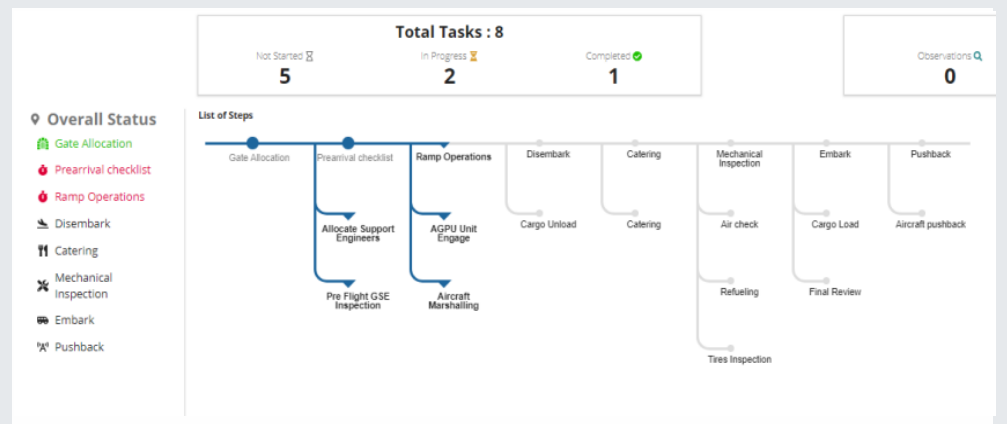 Total Tasks : 8
Not Started
In Progress
Completed
Observations
5
2
1
0
Overall Status
Gate Allocation
Prearrival checklist
Ramp Operations
Disembark
Catering
Mechanical
Inspection
Embark
Pushback
List of Steps
Gate Allocation
Prearrival checklist
Ramp Operations
Disembark
Catering
Mechanical
Inspection
Embark
Pushback
Allocate Support
Engineers
AGPU Unit
Engage
Cargo Unload
Catering
Air check
Cargo Load
Aircraft pushback
Pre Flight GSE
Inspection
Aircraft
Marshalling
Refueling
Final Review
Tires Inspection